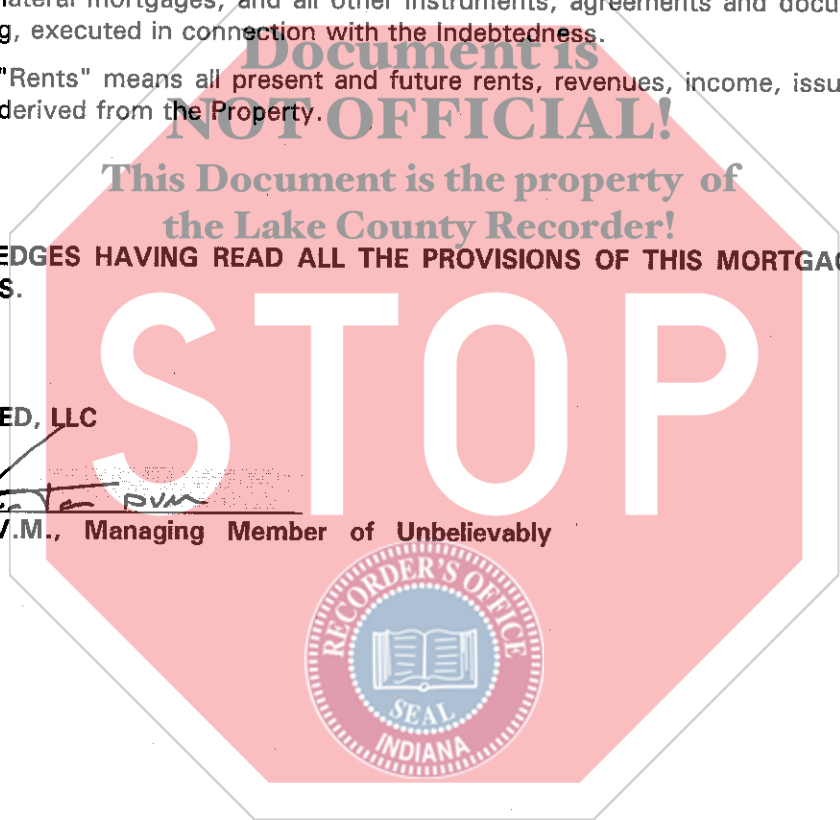 ateral mortgages, and all other instruments, agreements and docu
g, executed in connection with the Indebtedness.
Document is
"Rents" means all present and future rents, revenues, income, issu
derived from the Property.
NOT OFFICIAL!
This Document is the property of
the Lake County Recorder!
EDGES HAVING READ ALL THE PROVISIONS OF THIS MORTGAG
S.
STOP
ED, LLC
DVM
V.M., Managing Member of Unbelievably
RECORDER'S OFFICE
SEAL
INDIANA